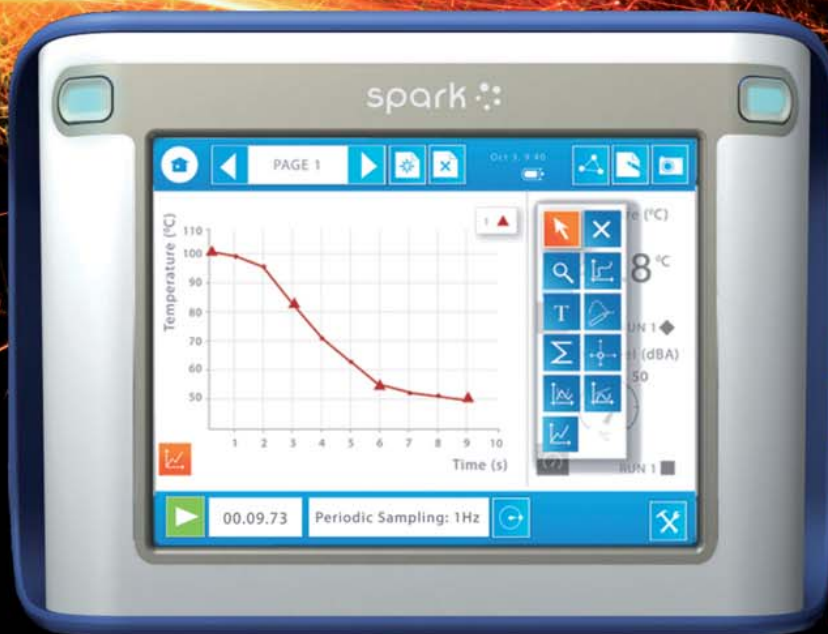 spark
PAGE 1
Oct 3, 9:40
Temperature (°C)
110
100
90
80
70
60
50
1 2 3 4 5 6 7 8 9 10
Time (s)
1
T
Σ
(°C)
.8 °C
RUN 1
(dBA)
50
RUN 1
00.09.73
Periodic Sampling: 1Hz